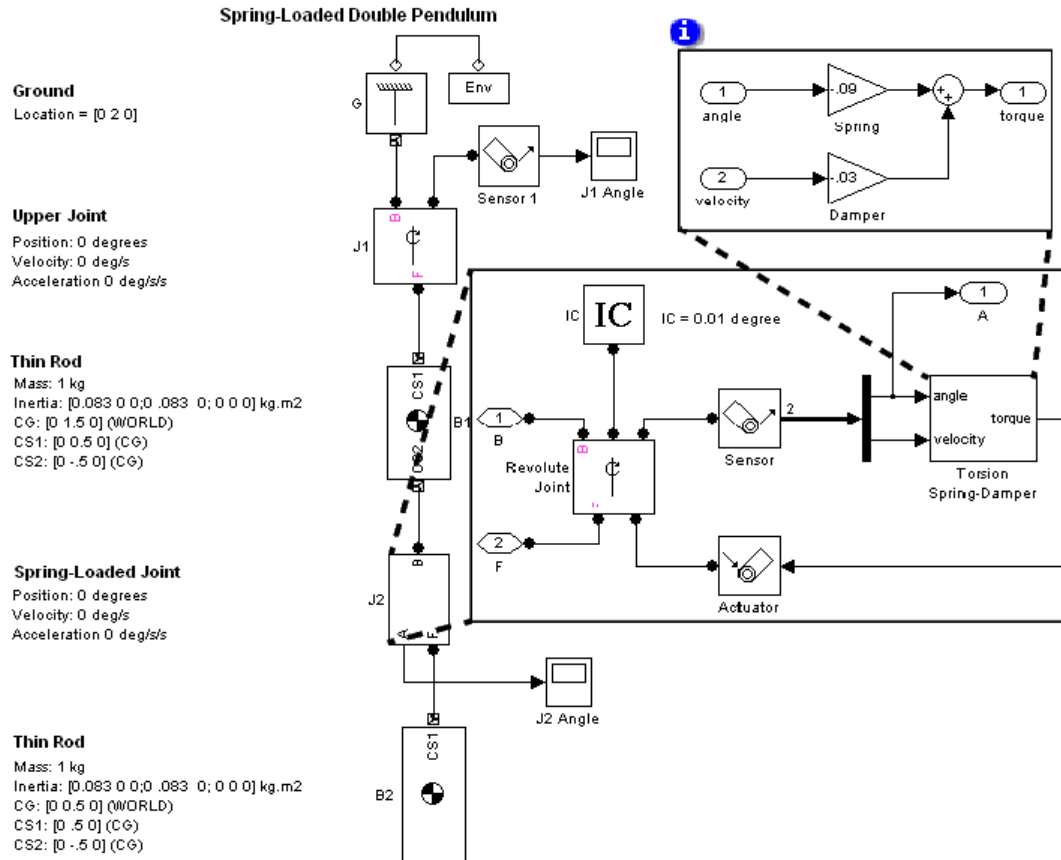 Spring-Loaded Double Pendulum
i
Ground
Location = [0 2 0]
G
Env
Sensor 1
J1 Angle
1
angle
-.09
Spring
+
+
1
torque
2
velocity
-.03
Damper
Upper Joint
Position: 0 degrees
Velocity: 0 deg/s
Acceleration 0 deg/s/s
J1
B
F
Thin Rod
Mass: 1 kg
Inertia: [0.083 0 0;0 .083 0; 0 0 0] kg.m2
CG: [0 1.5 0] (WORLD)
CS1: [0 0.5 0] (CG)
CS2: [0 -.5 0] (CG)
CS1
CS2
B1
IC
IC
IC = 0.01 degree
1
A
1
B
B
Revolute
Joint
F
2
F
Sensor
2
angle
velocity
torque
Torsion
Spring-Damper
Actuator
Spring-Loaded Joint
Position: 0 degrees
Velocity: 0 deg/s
Acceleration 0 deg/s/s
J2
B
A
F
J2 Angle
Thin Rod
Mass: 1 kg
Inertia: [0.083 0 0;0 .083 0; 0 0 0] kg.m2
CG: [0 0.5 0] (WORLD)
CS1: [0 .5 0] (CG)
CS2: [0 -.5 0] (CG)
B2
CS1